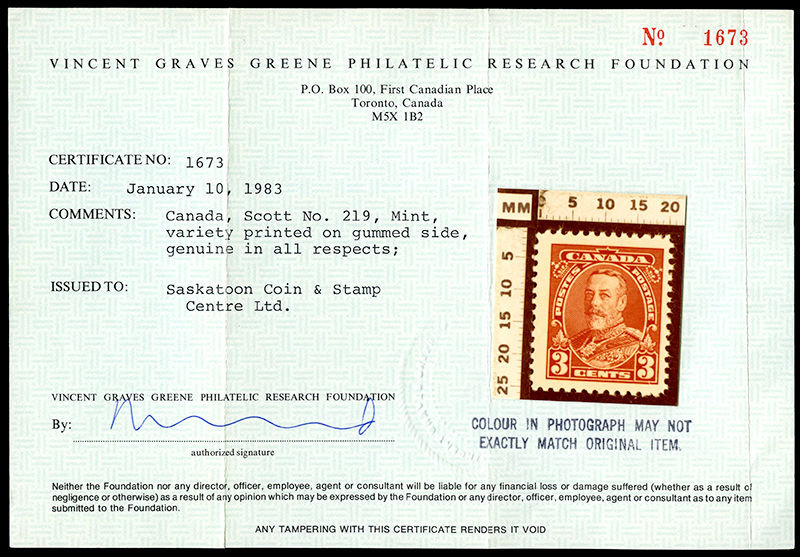 Nº 1673
VINCENT GRAVES GREENE PHILATELIC RESEARCH FOUNDATION
P.O. Box 100, First Canadian Place
Toronto, Canada
M5X 1B2
CERTIFICATE NO: 1673
DATE: January 10, 1983
COMMENTS: Canada, Scott No. 219, Mint,
variety printed on gummed side,
genuine in all respects;
ISSUED TO: Saskatoon Coin & Stamp
Centre Ltd.
MM 5 10 15 20
5
10
15
20
25
CANADA
POSTES POSTAGE
3 3
CENTS
VINCENT GRAVES GREENE PHILATELIC RESEARCH FOUNDATION
By:
authorized signature
COLOUR IN PHOTOGRAPH MAY NOT
EXACTLY MATCH ORIGINAL ITEM.
Neither the Foundation nor any director, officer, employee, agent or consultant will be liable for any financial loss or damage suffered (whether as a result of
negligence or otherwise) as a result of any opinion which may be expressed by the Foundation or any director, officer, employee, agent or consultant as to any item
submitted to the Foundation.
ANY TAMPERING WITH THIS CERTIFICATE RENDERS IT VOID